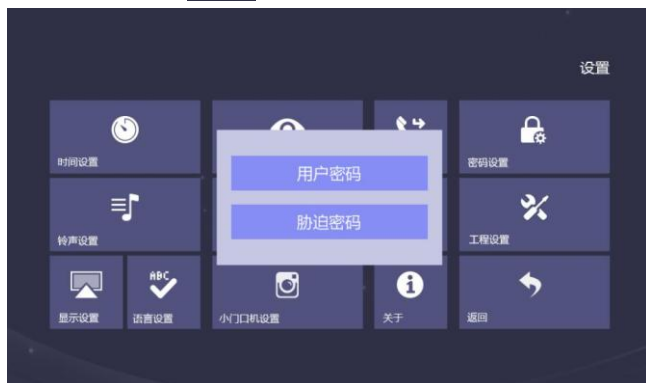 设置
时间设置
密码设置
用户密码
胁迫密码
铃声设置
工程设置
ABC
显示设置
语言设置
小门口机设置
关于
返回